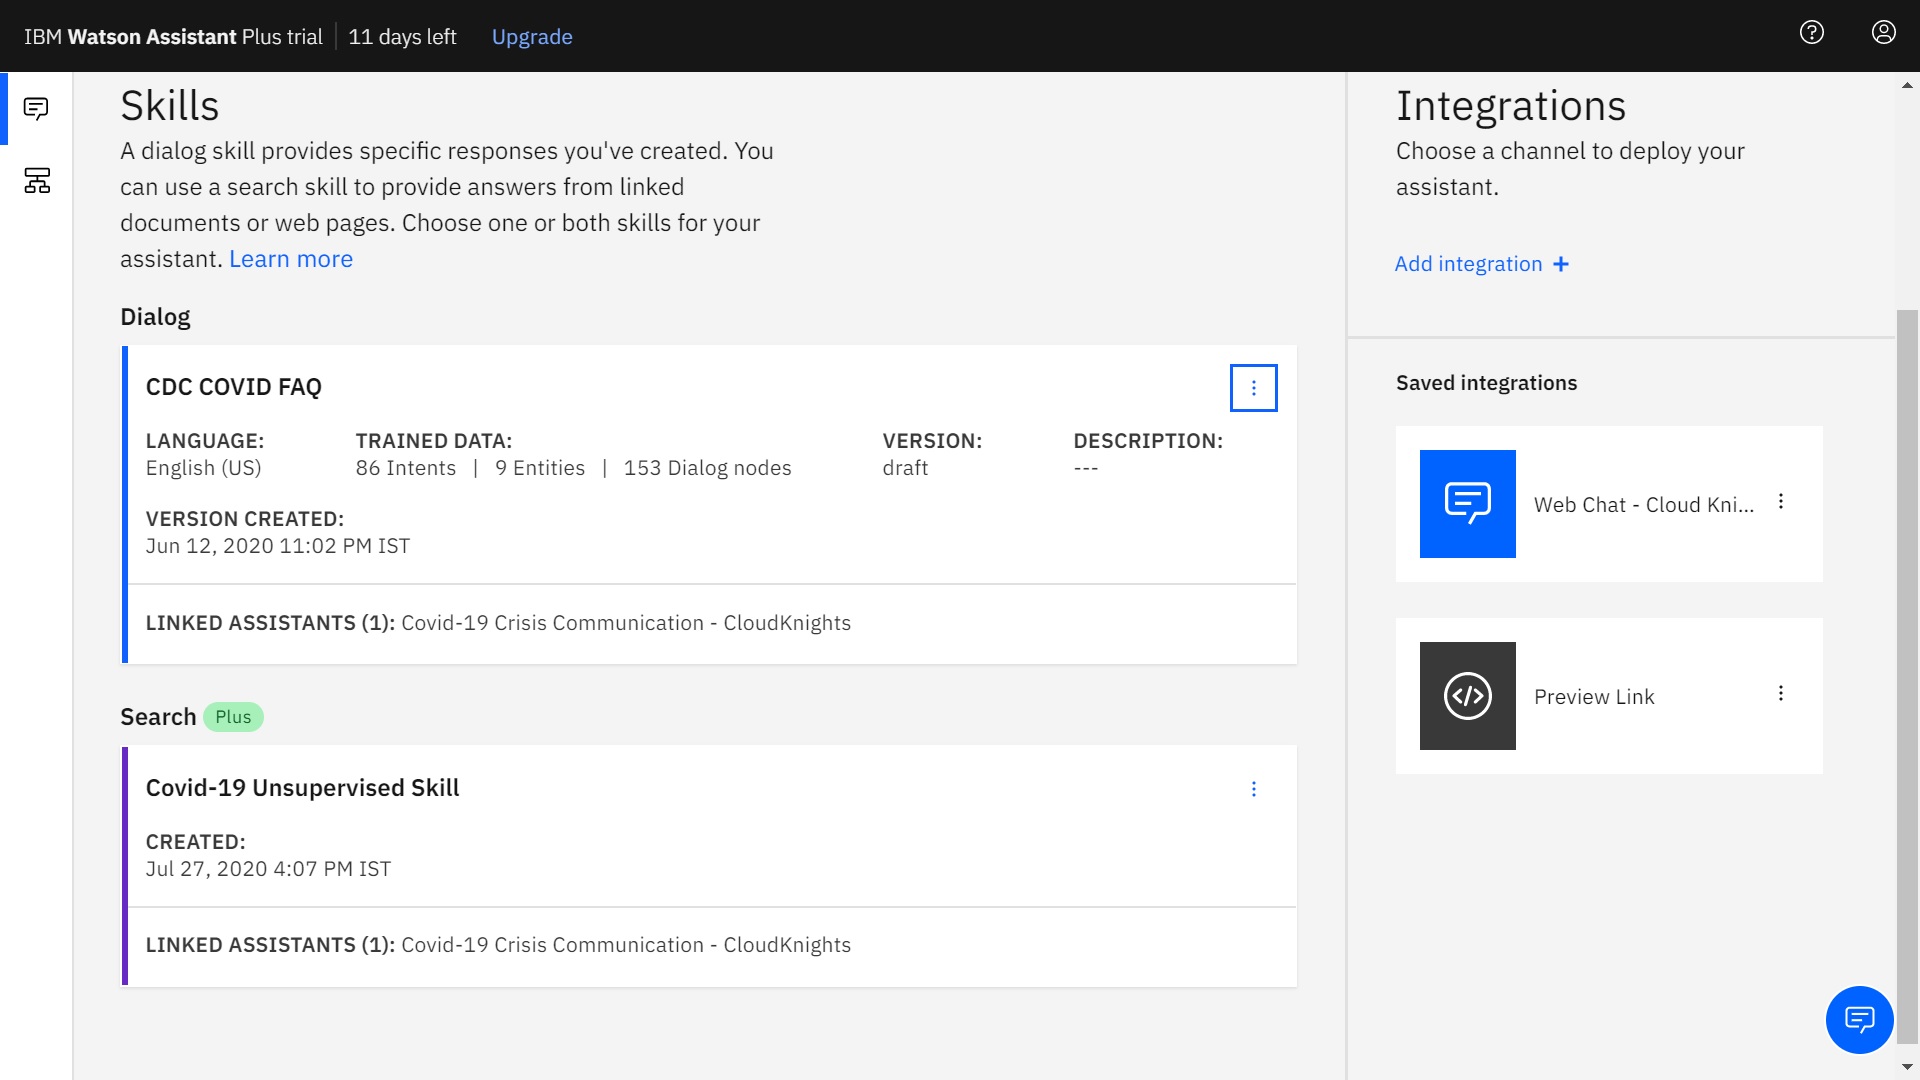 IBM Watson Assistant Plus trial 11 days left Upgrade
Skills
A dialog skill provides specific responses you've created. You
can use a search skill to provide answers from linked
documents or web pages. Choose one or both skills for your
assistant. Learn more
Dialog
CDC COVID FAQ
LANGUAGE: TRAINED DATA: VERSION: DESCRIPTION:
English (US) 86 Intents | 9 Entities | 153 Dialog nodes draft ---
VERSION CREATED:
Jun 12, 2020 11:02 PM IST
LINKED ASSISTANTS (1): Covid-19 Crisis Communication - CloudKnights
Search Plus
Covid-19 Unsupervised Skill
CREATED:
Jul 27, 2020 4:07 PM IST
LINKED ASSISTANTS (1): Covid-19 Crisis Communication - CloudKnights
Integrations
Choose a channel to deploy your
assistant.
Add integration +
Saved integrations
Web Chat - Cloud Kni...
Preview Link